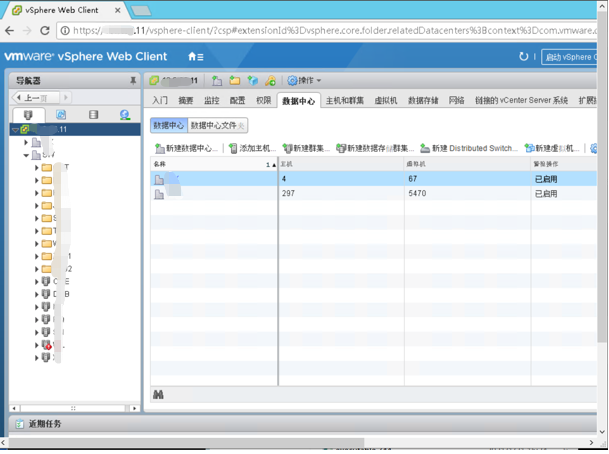 vSphere Web Client
https://
.11/vsphere-client/?csp#extensionId%3Dvsphere.core.folder.relatedDatacenters%3Bcontext%3Dcom.vmware.c
vmware® vSphere Web Client
启动 vSphere C
导航器
上一页
.11
操作
入门 摘要 监控 配置 权限 数据中心 主机和群集 虚拟机 数据存储 网络 链接的 vCenter Server 系统 扩展
数据中心 数据中心文件夹
新建数据中心... 添加主机... 新建群集... 新建数据存储群集... 新建 Distributed Switch... 新建虚拟机...
名称 1 ▲ 主机 虚拟机 警报操作
4 67 已启用
297 5470 已启用
.11
近期任务